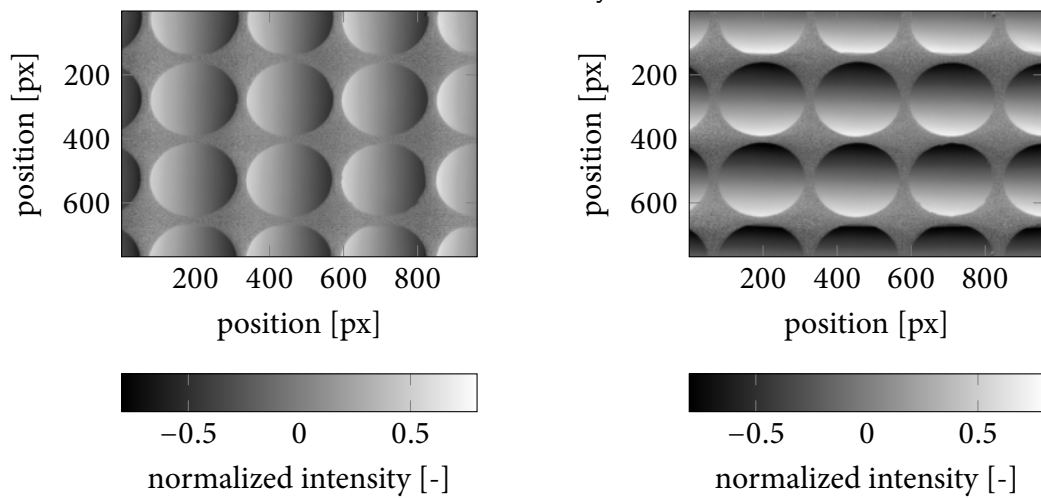 y
position [px]
200
400
600
200 400 600 800
position [px]
−0.5 0 0.5
normalized intensity [-]
position [px]
200
400
600
200 400 600 800
position [px]
−0.5 0 0.5
normalized intensity [-]